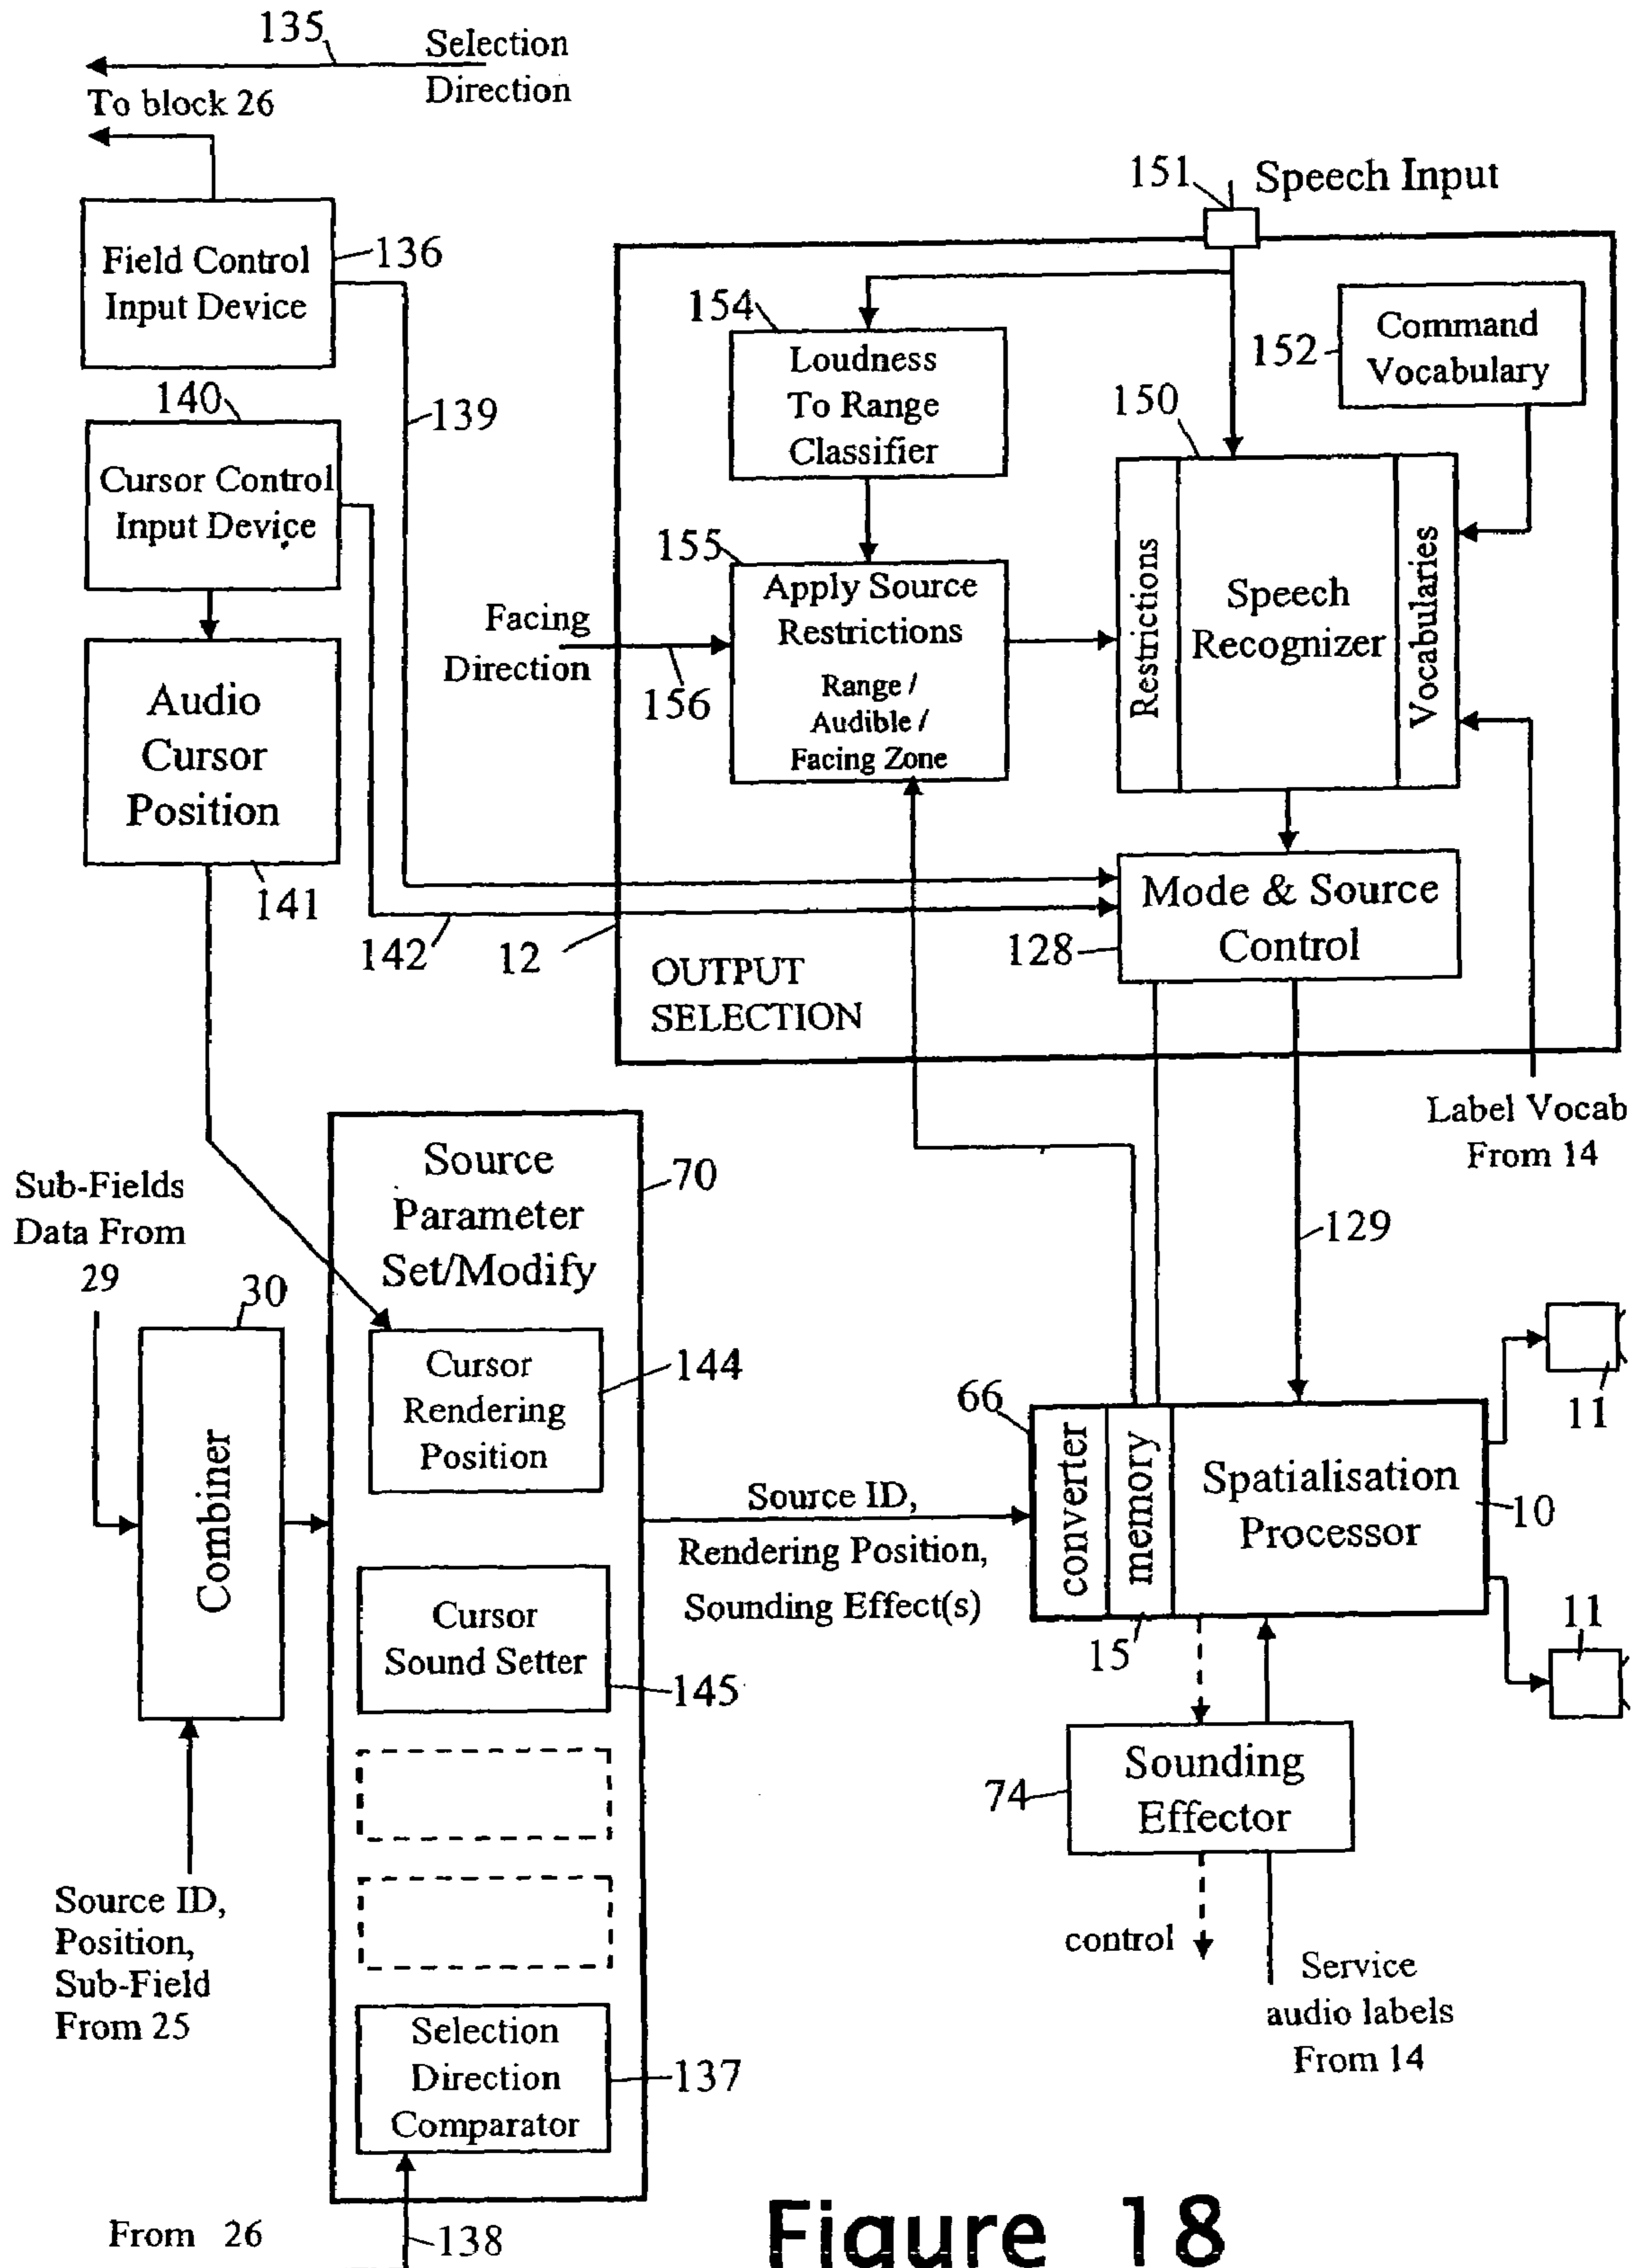 135
Selection
Direction
To block 26
151
Speech Input
Field Control
Input Device
136
154
Loudness
To Range
Classifier
152
Command
Vocabulary
140
139
150
Cursor Control
Input Device
155
Apply Source
Restrictions
Range /
Audible /
Facing Zone
Restrictions
Speech
Recognizer
Vocabularies
Facing
Direction
156
Audio
Cursor
Position
141
142
12
Mode & Source
Control
128
OUTPUT
SELECTION
Label Vocab
From 14
Source
Parameter
Set/Modify
70
Sub-Fields
Data From
29
30
129
Combiner
Cursor
Rendering
Position
144
66
converter
memory
Spatialisation
Processor
10
11
Source ID,
Rendering Position,
Sounding Effect(s)
Cursor
Sound Setter
145
15
11
74
Sounding
Effector
control
Service
audio labels
From 14
Source ID,
Position,
Sub-Field
From 25
Selection
Direction
Comparator
137
From 26
138
Figure 18